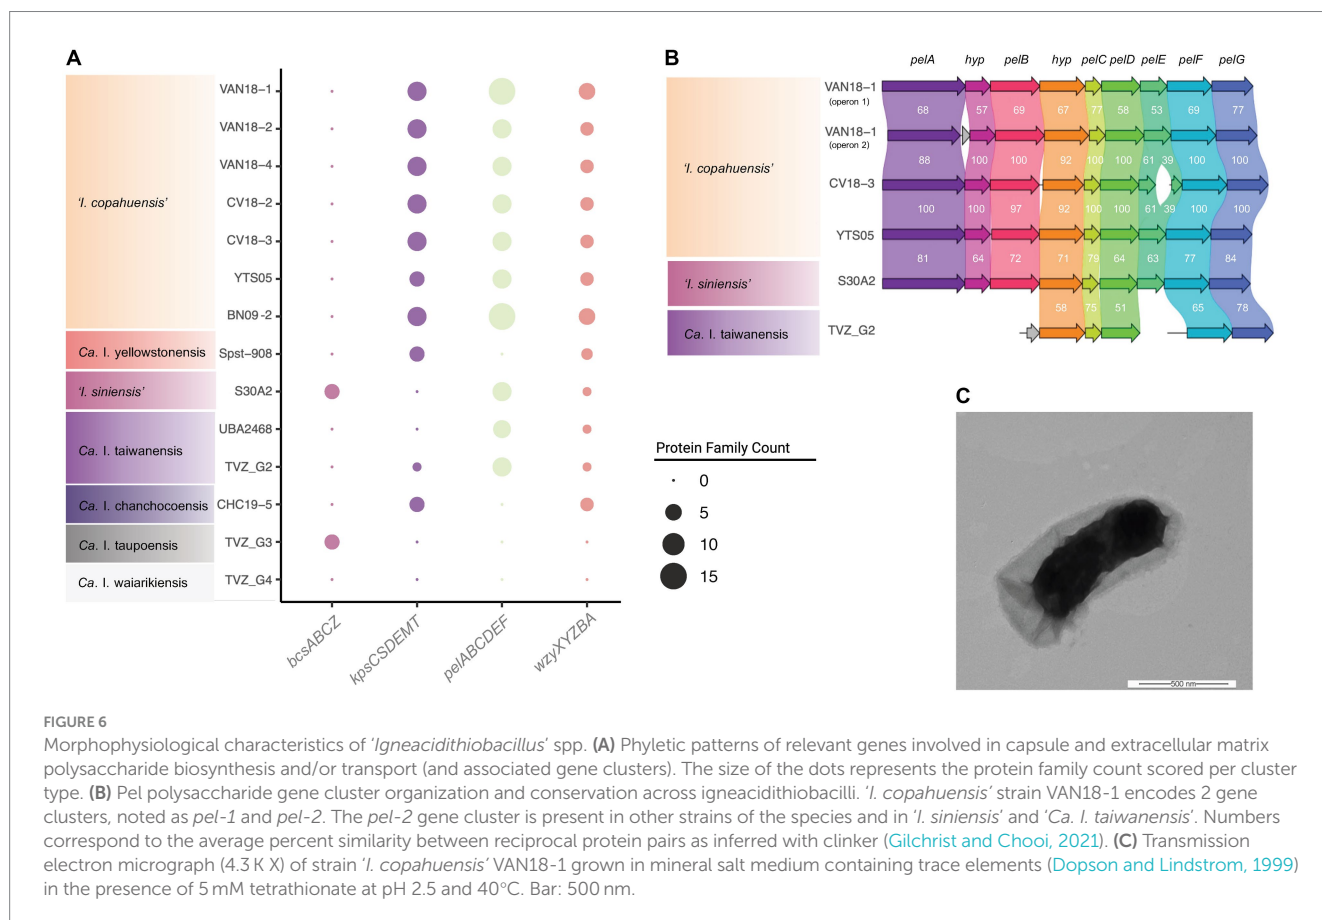 A
'I. copahuensis'
Ca. I. yellowstonensis
'I. siniensis'
Ca. I. taiwanensis
Ca. I. chanchocoensis
Ca. I. taupoensis
Ca. I. waiarikiensis
VAN18-1
VAN18-2
VAN18-4
CV18-2
CV18-3
YTS05
BN09-2
Spst-908
S30A2
UBA2468
TVZ_G2
CHC19-5
TVZ_G3
TVZ_G4
bcsABCZ
kpsCSDEMT
pelABCDEF
wzyXYZBA
Protein Family Count
0
5
10
15
B
pelA hyp pelB hyp pelC pelD pelE pelF pelG
'I. copahuensis'
'I. siniensis'
Ca. I. taiwanensis
VAN18-1
(operon 1)
68 57 69 67 77 58 53 69 77
VAN18-1
(operon 2)
88 100 100 92 100 100 61 39 100 100
CV18-3
100 100 97 92 100 100 61 39 100 100
YTS05
81 64 72 71 79 64 63 77 84
S30A2
58 75 51 65 78
TVZ_G2
C
500 nm
FIGURE 6
Morphophysiological characteristics of 'Igneacidithiobacillus' spp. (A) Phyletic patterns of relevant genes involved in capsule and extracellular matrix
polysaccharide biosynthesis and/or transport (and associated gene clusters). The size of the dots represents the protein family count scored per cluster
type. (B) Pel polysaccharide gene cluster organization and conservation across igneacidithiobacilli. 'I. copahuensis' strain VAN18-1 encodes 2 gene
clusters, noted as pel-1 and pel-2. The pel-2 gene cluster is present in other strains of the species and in 'I. siniensis' and 'Ca. I. taiwanensis'. Numbers
correspond to the average percent similarity between reciprocal protein pairs as inferred with clinker (Gilchrist and Chooi, 2021). (C) Transmission
electron micrograph (4.3 K X) of strain 'I. copahuensis' VAN18-1 grown in mineral salt medium containing trace elements (Dopson and Lindstrom, 1999)
in the presence of 5 mM tetrathionate at pH 2.5 and 40°C. Bar: 500 nm.